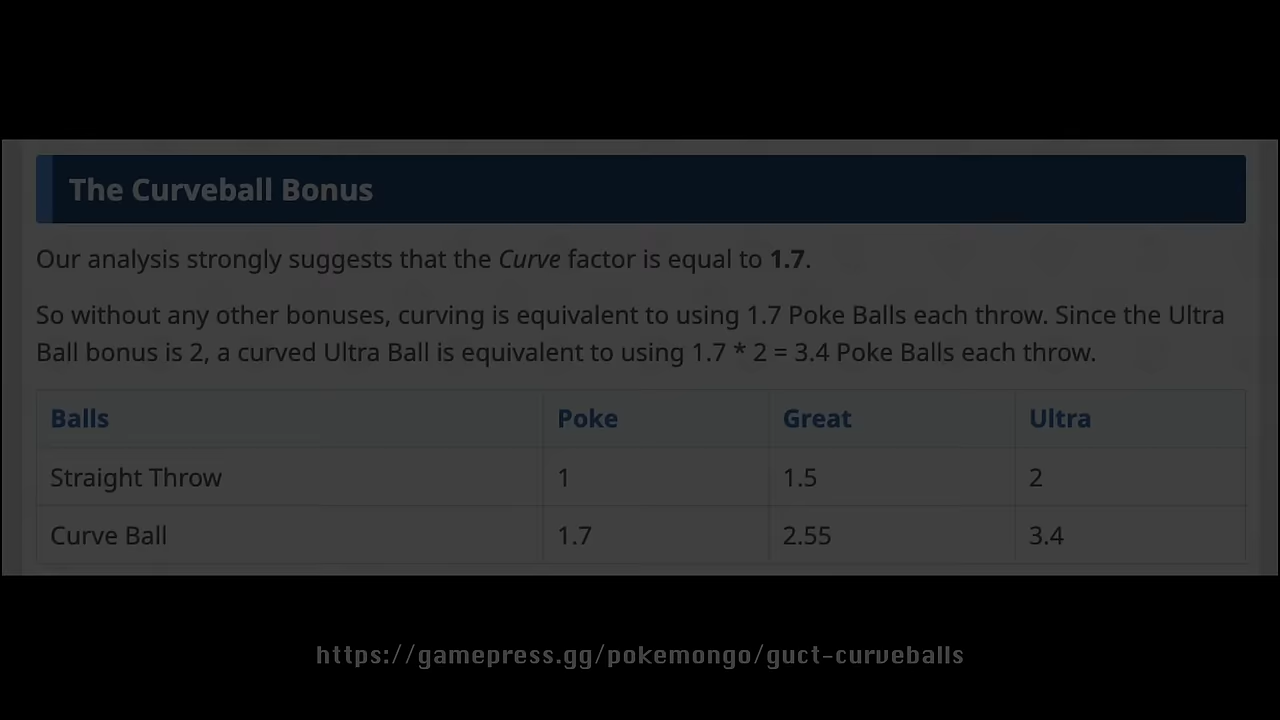 The Curveball Bonus
Our analysis strongly suggests that the Curve factor is equal to 1.7.
So without any other bonuses, curving is equivalent to using 1.7 Poke Balls each throw. Since the Ultra
Ball bonus is 2, a curved Ultra Ball is equivalent to using 1.7 * 2 = 3.4 Poke Balls each throw.
Balls Poke Great Ultra
Straight Throw 1 1.5 2
Curve Ball 1.7 2.55 3.4
https://gamepress.gg/pokemongo/guct-curveballs